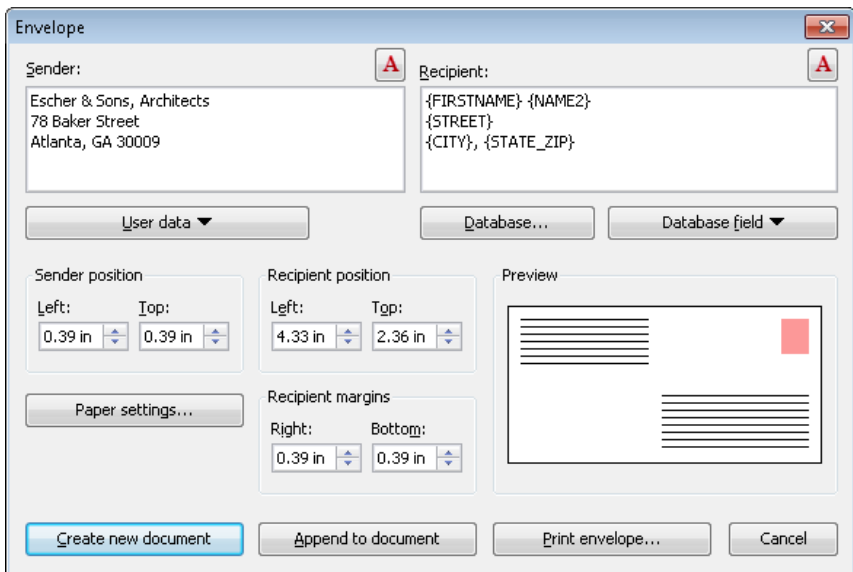 Envelope
Sender:
A
Recipient:
A
Escher & Sons, Architects
78 Baker Street
Atlanta, GA 30009
{FIRSTNAME} {NAME2}
{STREET}
{CITY}, {STATE_ZIP}
User data
Database...
Database field
Sender position
Left:
Top:
0.39 in
0.39 in
Recipient position
Left:
Top:
4.33 in
2.36 in
Preview
Paper settings...
Recipient margins
Right:
Bottom:
0.39 in
0.39 in
Create new document
Append to document
Print envelope...
Cancel